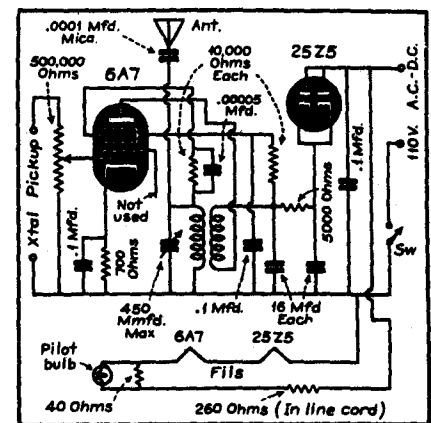 .0001 Mfd.
Mica.
Ant.
500,000
Ohms
6A7
10,000
Ohms
Each
.00005
Mfd.
25Z5
A.C.-D.C.
110V.
Sw
Xtal Pickup
.1 Mfd.
700
Ohms
Not
used
5000 Ohms
.1 Mfd.
450
Mmfd.
Max
.1 Mfd.
16 Mfd
Each
Pilot
bulb
6A7
25Z5
Fils
40 Ohms
260 Ohms (In line cord)